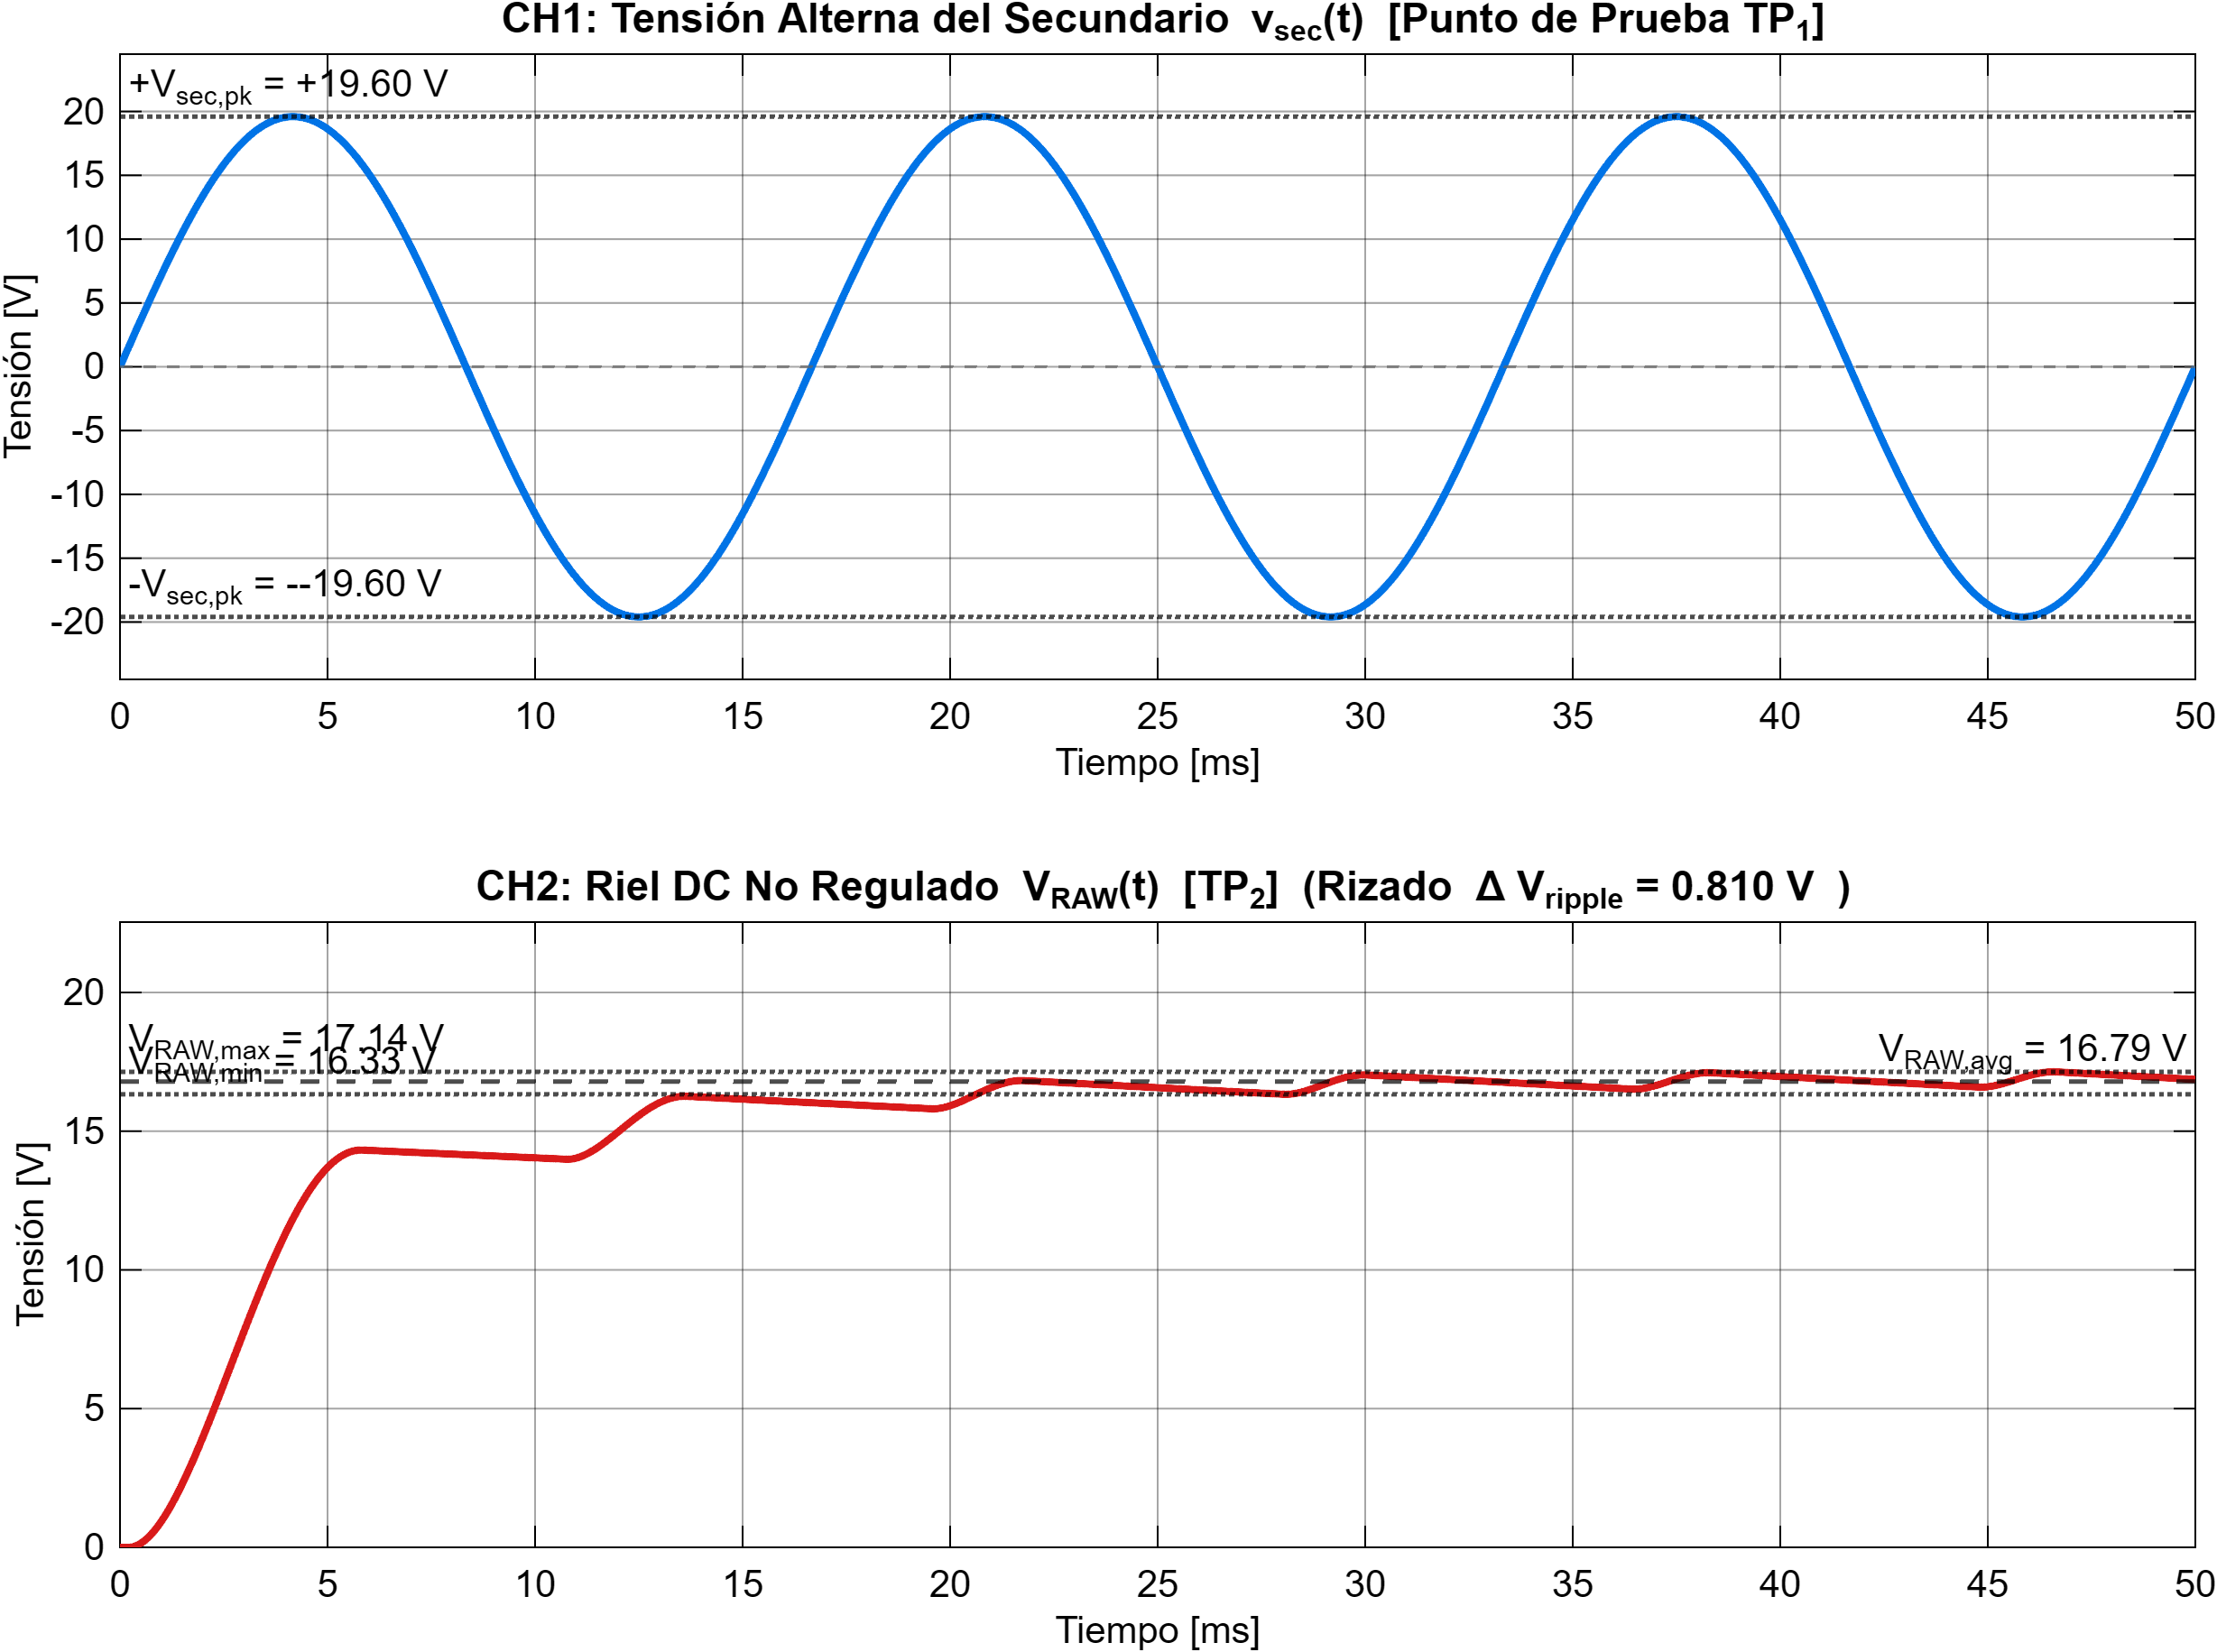 CH1: Tensión Alterna del Secundario v_sec(t) [Punto de Prueba TP_1]
+V_sec,pk = +19.60 V
20
15
10
5
0
-5
-10
-15
-20
Tensión [V]
-V_sec,pk = --19.60 V
0 5 10 15 20 25 30 35 40 45 50
Tiempo [ms]
CH2: Riel DC No Regulado V_RAW(t) [TP_2] (Rizado Δ V_ripple = 0.810 V )
20
15
10
5
0
Tensión [V]
V_RAW,max = 17.14 V
V_RAW,min = 16.33 V
V_RAW,avg = 16.79 V
0 5 10 15 20 25 30 35 40 45 50
Tiempo [ms]